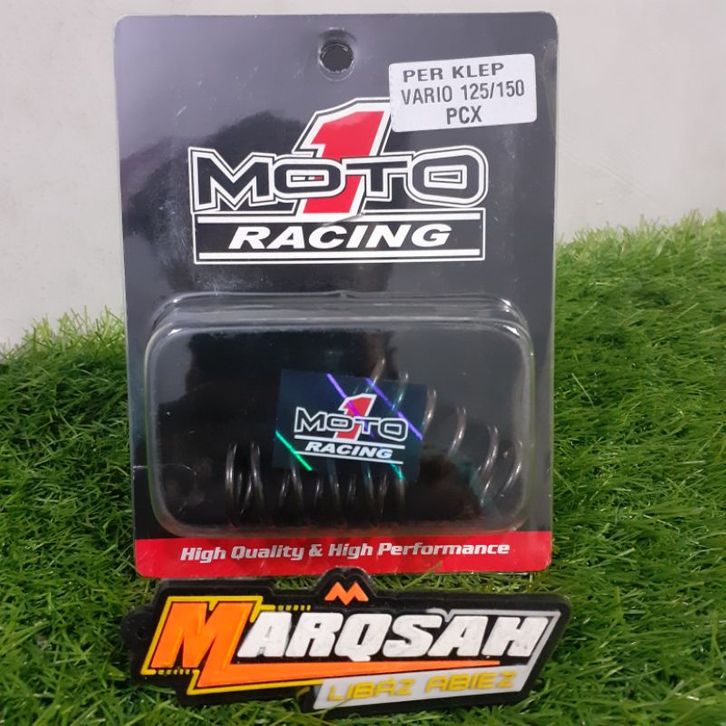 PER KLEP
VARIO 125/150
PCX
MOTO 1
RACING
MOTO 1
RACING
High Quality & High Performance
MARQSAH
LIBAZ ABIEZ